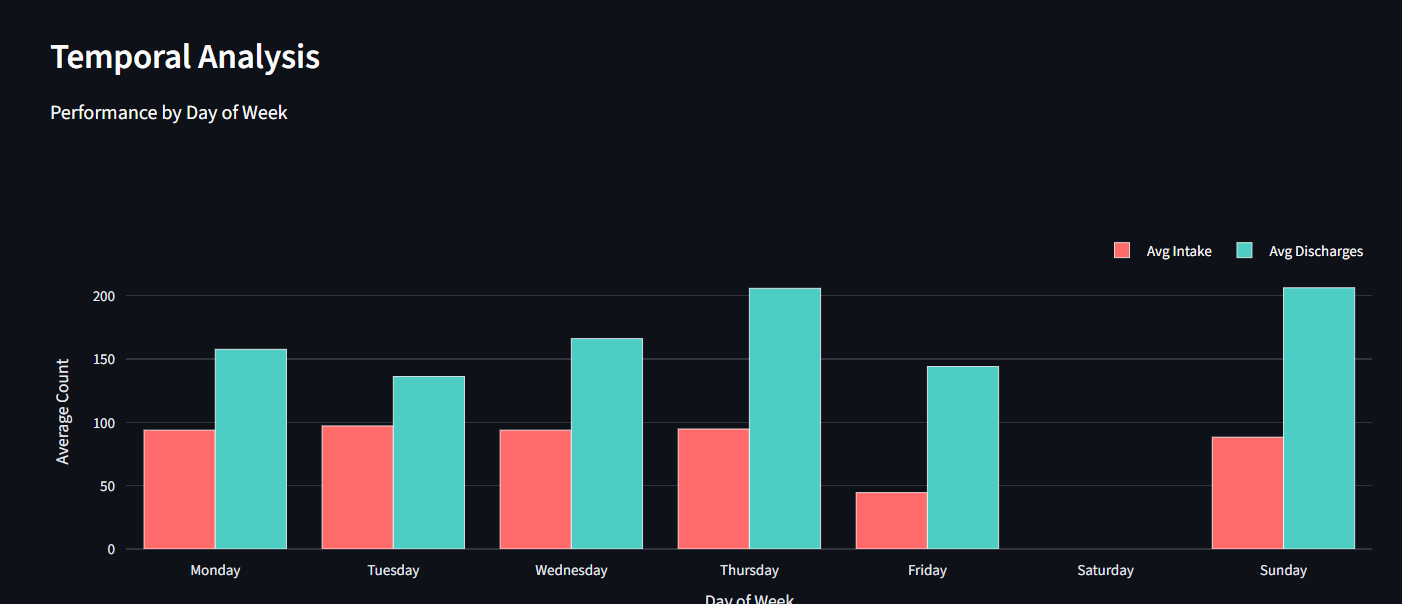 Temporal Analysis
Performance by Day of Week
Avg Intake Avg Discharges
200
150
100
50
0
Average Count
Monday Tuesday Wednesday Thursday Friday Saturday Sunday
Day of Week